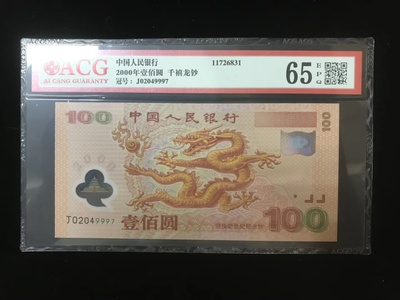 ACG
AI CANG GUARANTY
中国人民银行
11726831
2000年壹佰圆 千禧龙钞
冠号: J02049997
65
EPQ
100
中国人民银行
100
J02049997
壹佰圆
100